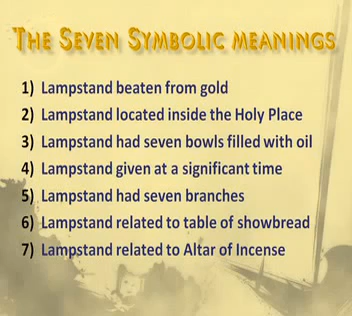 The Seven Symbolic meanings
1) Lampstand beaten from gold
2) Lampstand located inside the Holy Place
3) Lampstand had seven bowls filled with oil
4) Lampstand given at a significant time
5) Lampstand had seven branches
6) Lampstand related to table of showbread
7) Lampstand related to Altar of Incense